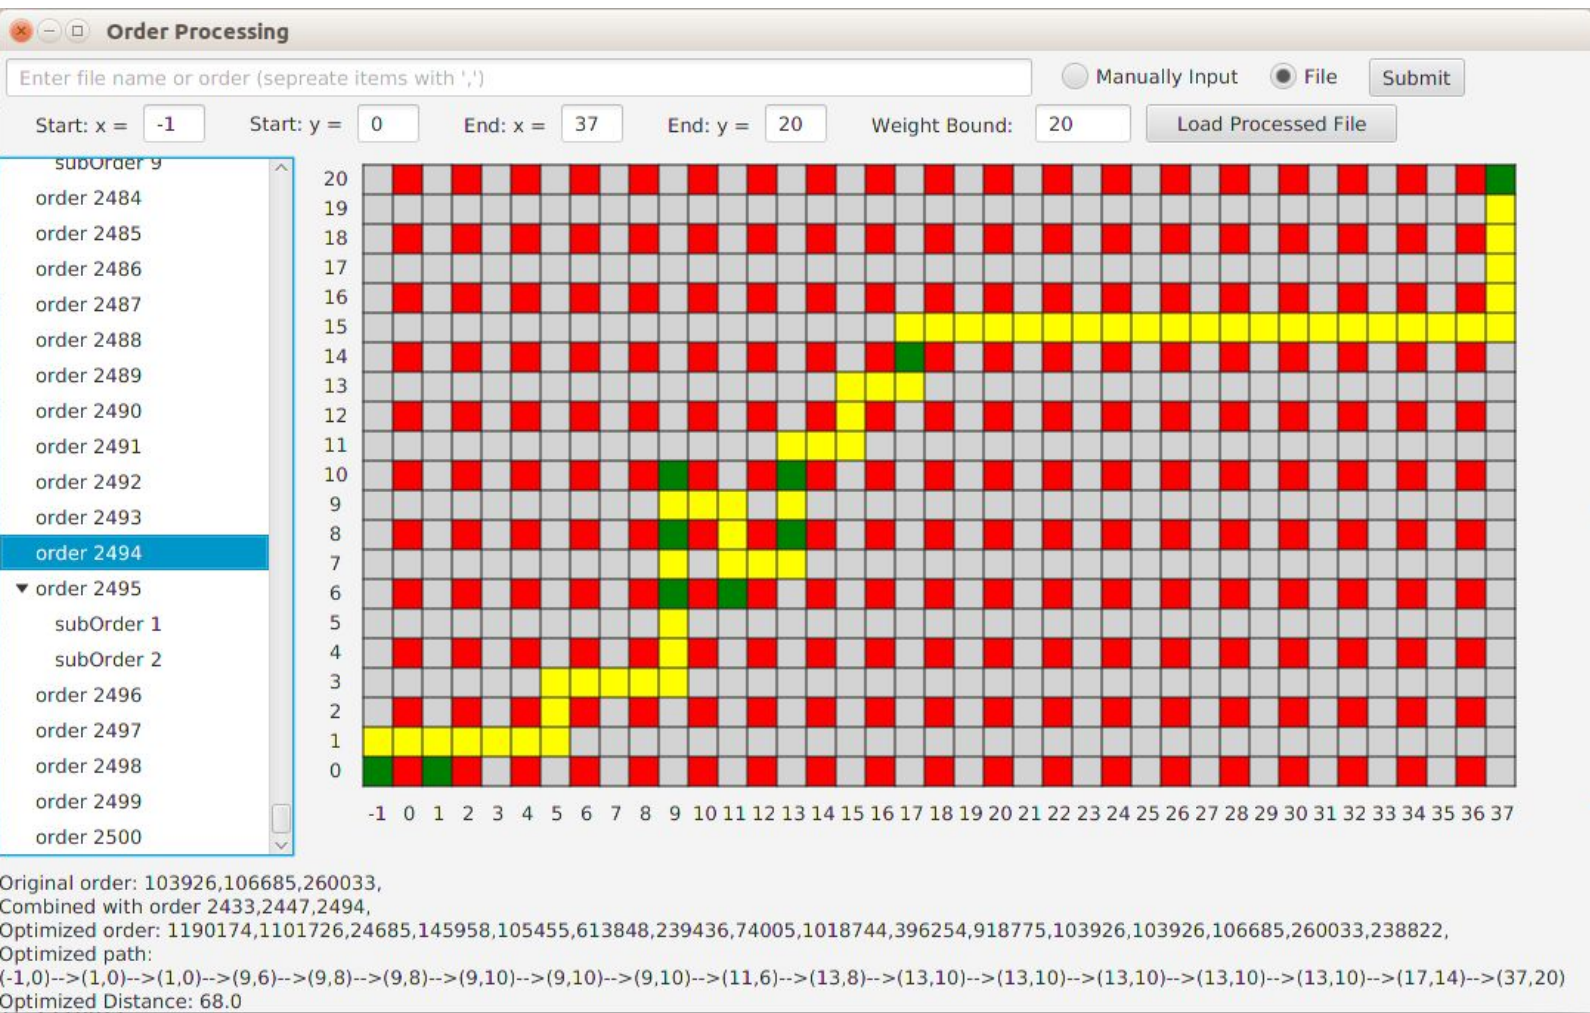 Order Processing
Enter file name or order (sepreate items with ',')
Manually Input
File
Submit
Start: x = -1
Start: y = 0
End: x = 37
End: y = 20
Weight Bound: 20
Load Processed File
subOrder 9
order 2484
order 2485
order 2486
order 2487
order 2488
order 2489
order 2490
order 2491
order 2492
order 2493
order 2494
order 2495
subOrder 1
subOrder 2
order 2496
order 2497
order 2498
order 2499
order 2500
20
19
18
17
16
15
14
13
12
11
10
9
8
7
6
5
4
3
2
1
0
-1 0 1 2 3 4 5 6 7 8 9 10 11 12 13 14 15 16 17 18 19 20 21 22 23 24 25 26 27 28 29 30 31 32 33 34 35 36 37
Original order: 103926,106685,260033,
Combined with order 2433,2447,2494,
Optimized order: 1190174,1101726,24685,145958,105455,613848,239436,74005,1018744,396254,918775,103926,103926,106685,260033,238822,
Optimized path:
(-1,0)-->(1,0)-->(1,0)-->(9,6)-->(9,8)-->(9,8)-->(9,10)-->(9,10)-->(9,10)-->(11,6)-->(13,8)-->(13,10)-->(13,10)-->(13,10)-->(13,10)-->(13,10)-->(17,14)-->(37,20)
Optimized Distance: 68.0